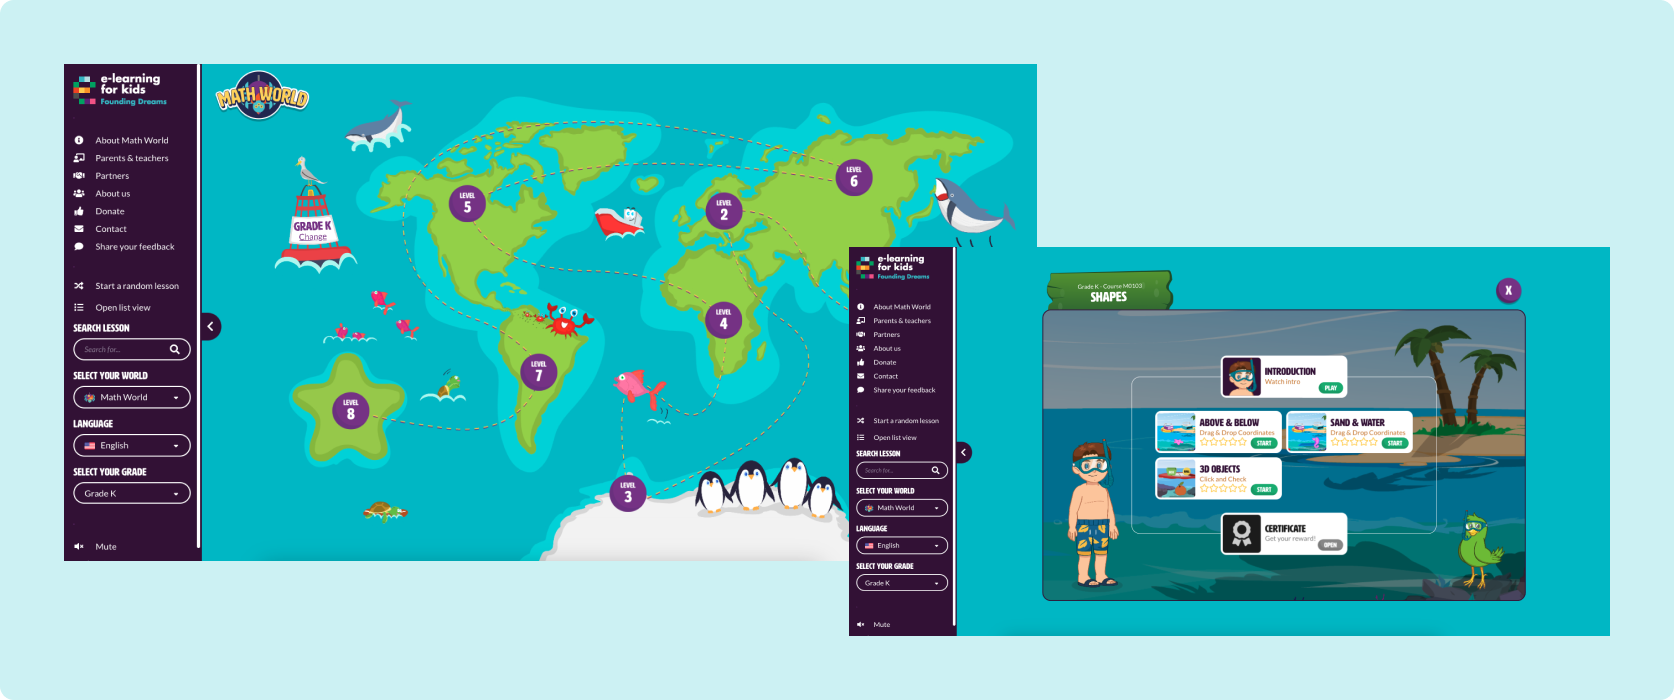 e-learning
for kids
Founding Dreams
About Math World
Parents & teachers
Partners
About us
Donate
Contact
Share your feedback
Start a random lesson
Open list view
SEARCH LESSON
Search for...
SELECT YOUR WORLD
Math World
LANGUAGE
English
SELECT YOUR GRADE
Grade K
Mute
MATH WORLD
GRADE K
Change
LEVEL
5
LEVEL
2
LEVEL
6
LEVEL
4
LEVEL
7
LEVEL
8
LEVEL
3
e-learning
for kids
Founding Dreams
About Math World
Parents & teachers
Partners
About us
Donate
Contact
Share your feedback
Start a random lesson
Open list view
SEARCH LESSON
Search for...
SELECT YOUR WORLD
Math World
LANGUAGE
English
SELECT YOUR GRADE
Grade K
Mute
Grade K - Course M0103
SHAPES
X
INTRODUCTION
Watch intro
PLAY
ABOVE & BELOW
Drag & Drop Coordinates
START
SAND & WATER
Drag & Drop Coordinates
START
3D OBJECTS
Click and Check
START
CERTIFICATE
Get your reward!
OPEN